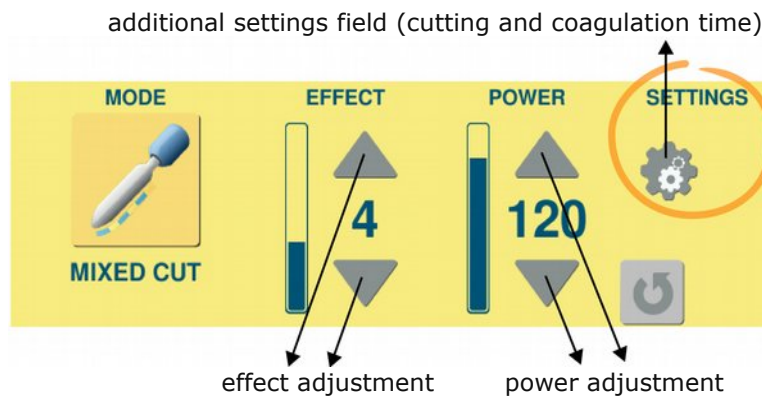 additional settings field (cutting and coagulation time)
MODE EFFECT POWER SETTINGS
4 120
MIXED CUT
effect adjustment power adjustment